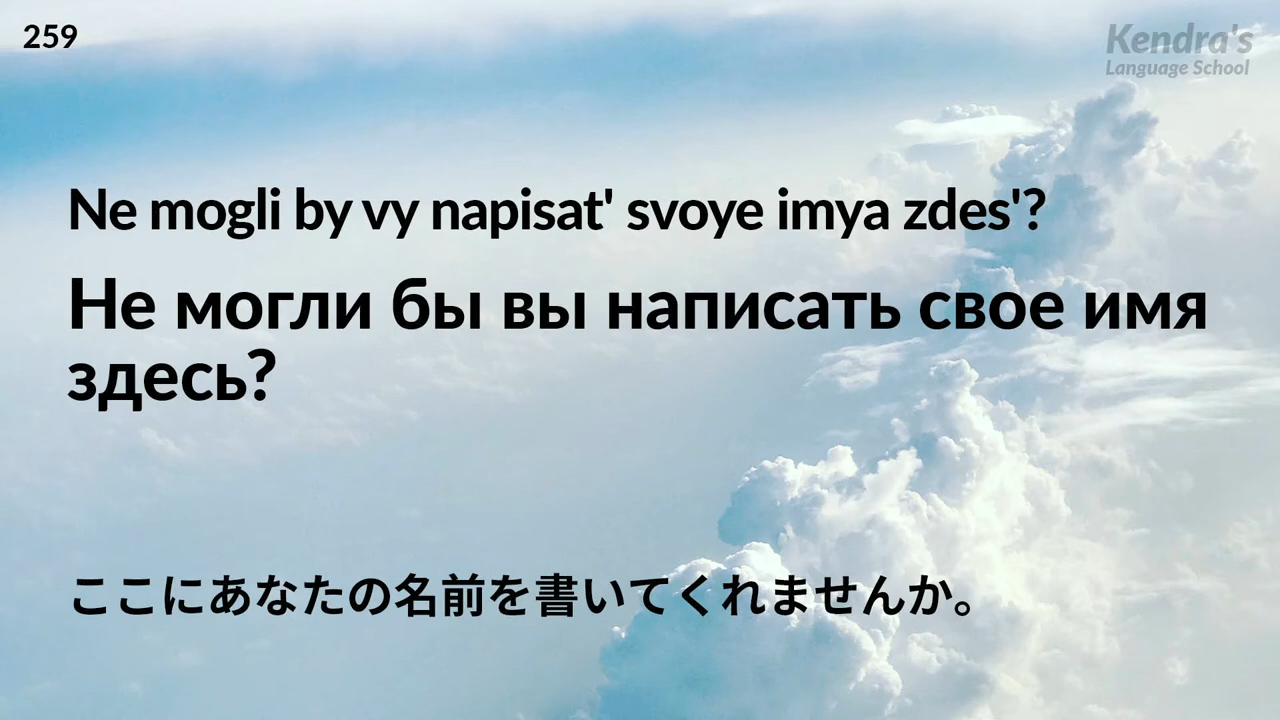 259
Kendra's
Language School
Ne mogli by vy napisat' svoye imya zdes'?
Не могли бы вы написать свое имя
здесь?
ここにあなたの名前を書いてくれませんか。